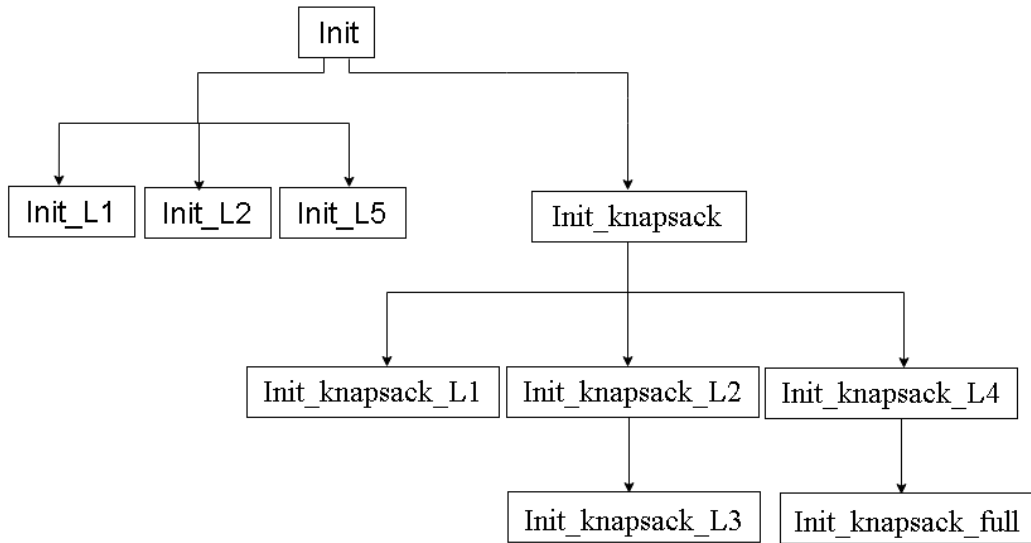 Init
Init_L1
Init_L2
Init_L5
Init_knapsack
Init_knapsack_L1
Init_knapsack_L2
Init_knapsack_L4
Init_knapsack_L3
Init_knapsack_full